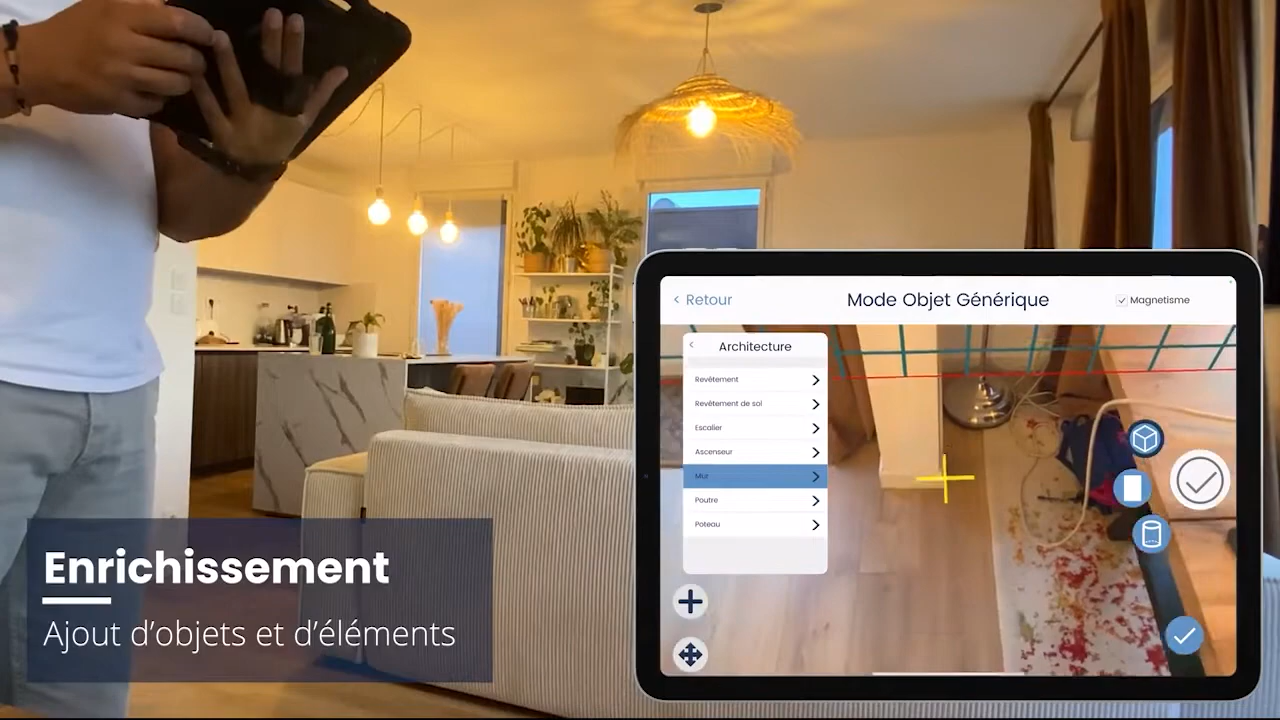 Retour
Mode Objet Générique
Magnetisme
Architecture
Revêtement
Revêtement de sol
Escalier
Ascenseur
Mur
Poutre
Poteau
Enrichissement
Ajout d'objets et d'éléments